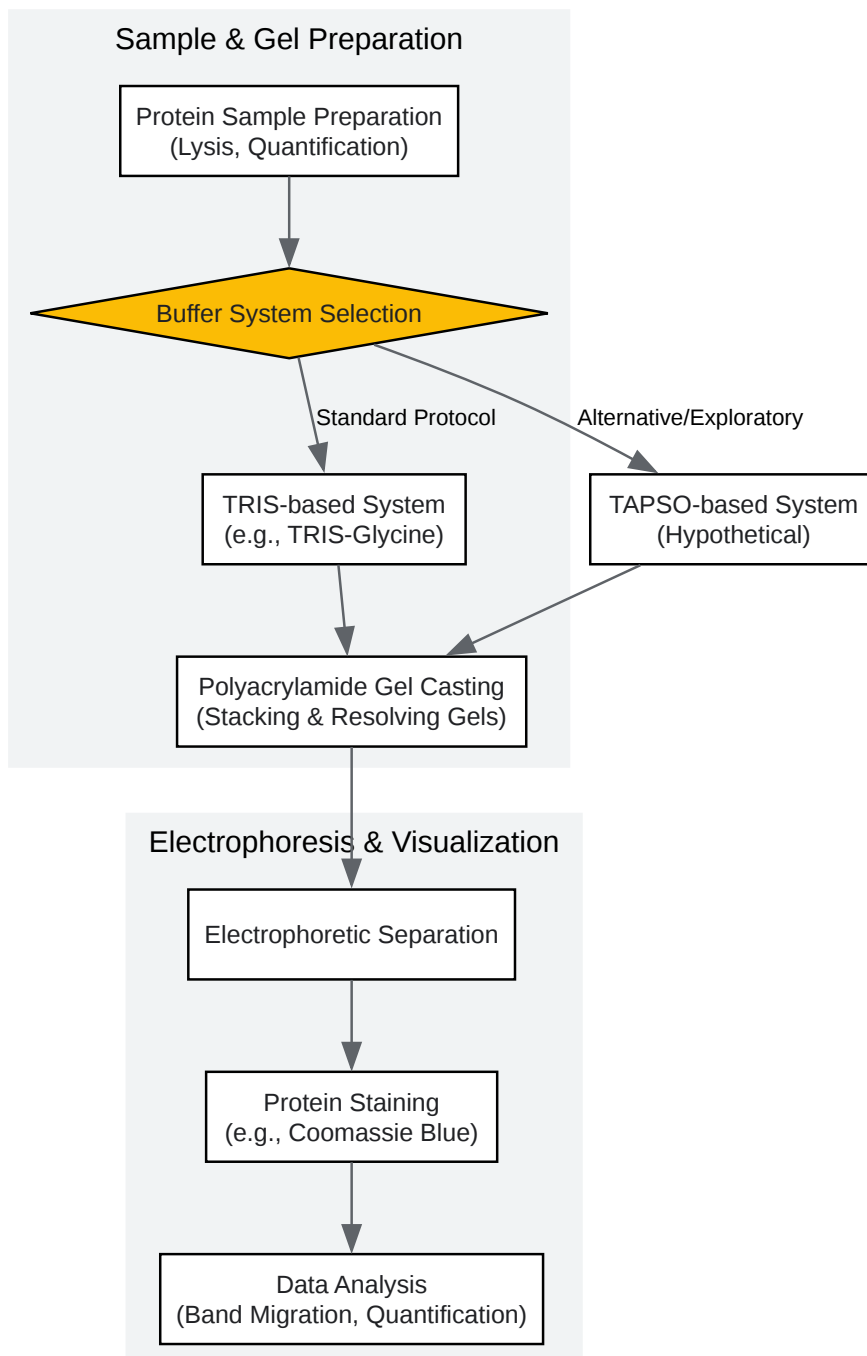 Sample & Gel Preparation
Protein Sample Preparation
(Lysis, Quantification)
Buffer System Selection
Standard Protocol
Alternative/Exploratory
TRIS-based System
(e.g., TRIS-Glycine)
TAPSO-based System
(Hypothetical)
Polyacrylamide Gel Casting
(Stacking & Resolving Gels)
Electrophoresis & Visualization
Electrophoretic Separation
Protein Staining
(e.g., Coomassie Blue)
Data Analysis
(Band Migration, Quantification)